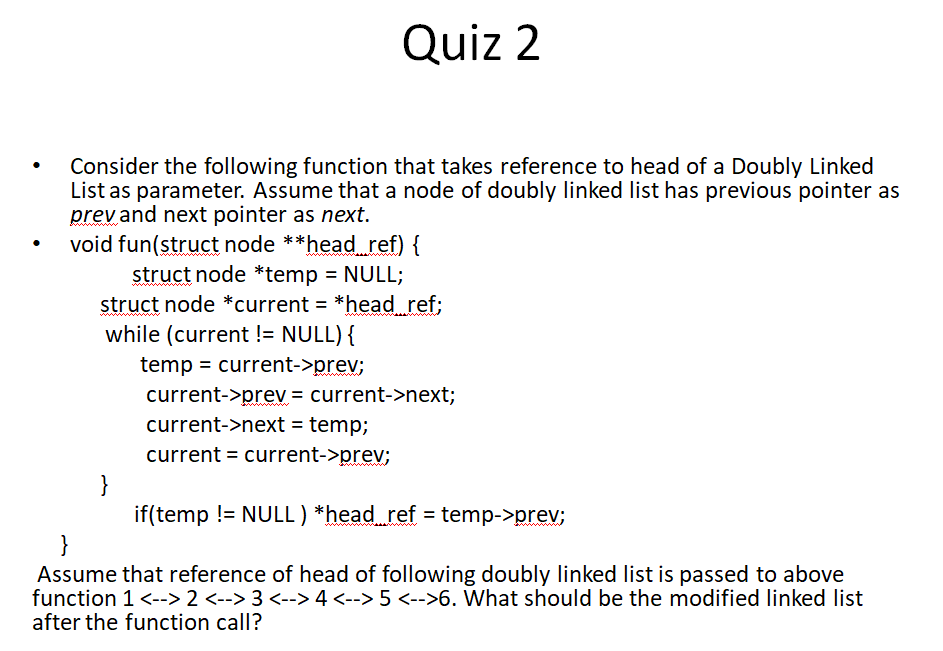 Quiz 2
• Consider the following function that takes reference to head of a Doubly Linked
List as parameter. Assume that a node of doubly linked list has previous pointer as
prev and next pointer as next.
• void fun(struct node **head_ref) {
struct node *temp = NULL;
struct node *current = *head_ref;
while (current != NULL) {
temp = current->prev;
current->prev = current->next;
current->next = temp;
current = current->prev;
}
if(temp != NULL ) *head_ref = temp->prev;
}
Assume that reference of head of following doubly linked list is passed to above
function 1 <--> 2 <--> 3 <--> 4 <--> 5 <-->6. What should be the modified linked list
after the function call?